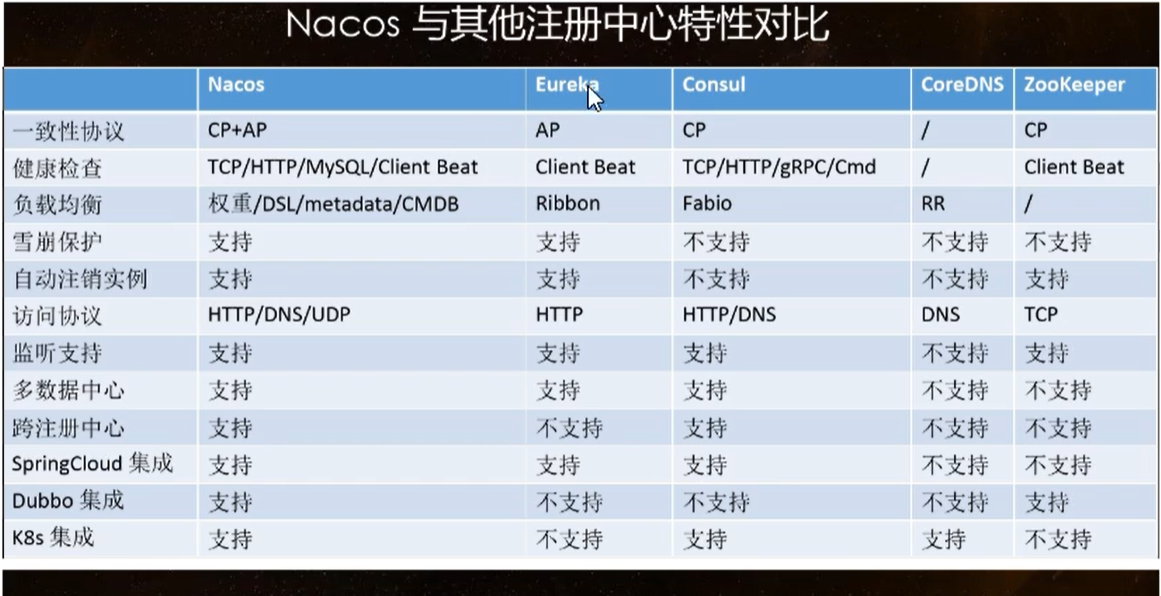 Nacos 与其他注册中心特性对比
Nacos Eureka Consul CoreDNS ZooKeeper
一致性协议 CP+AP AP CP / CP
健康检查 TCP/HTTP/MySQL/Client Beat Client Beat TCP/HTTP/gRPC/Cmd / Client Beat
负载均衡 权重/DSL/metadata/CMDB Ribbon Fabio RR /
雪崩保护 支持 支持 不支持 不支持 不支持
自动注销实例 支持 支持 不支持 不支持 支持
访问协议 HTTP/DNS/UDP HTTP HTTP/DNS DNS TCP
监听支持 支持 支持 支持 不支持 支持
多数据中心 支持 支持 支持 不支持 不支持
跨注册中心 支持 不支持 支持 不支持 不支持
SpringCloud 集成 支持 支持 支持 不支持 不支持
Dubbo 集成 支持 不支持 不支持 不支持 支持
K8s 集成 支持 不支持 支持 支持 不支持